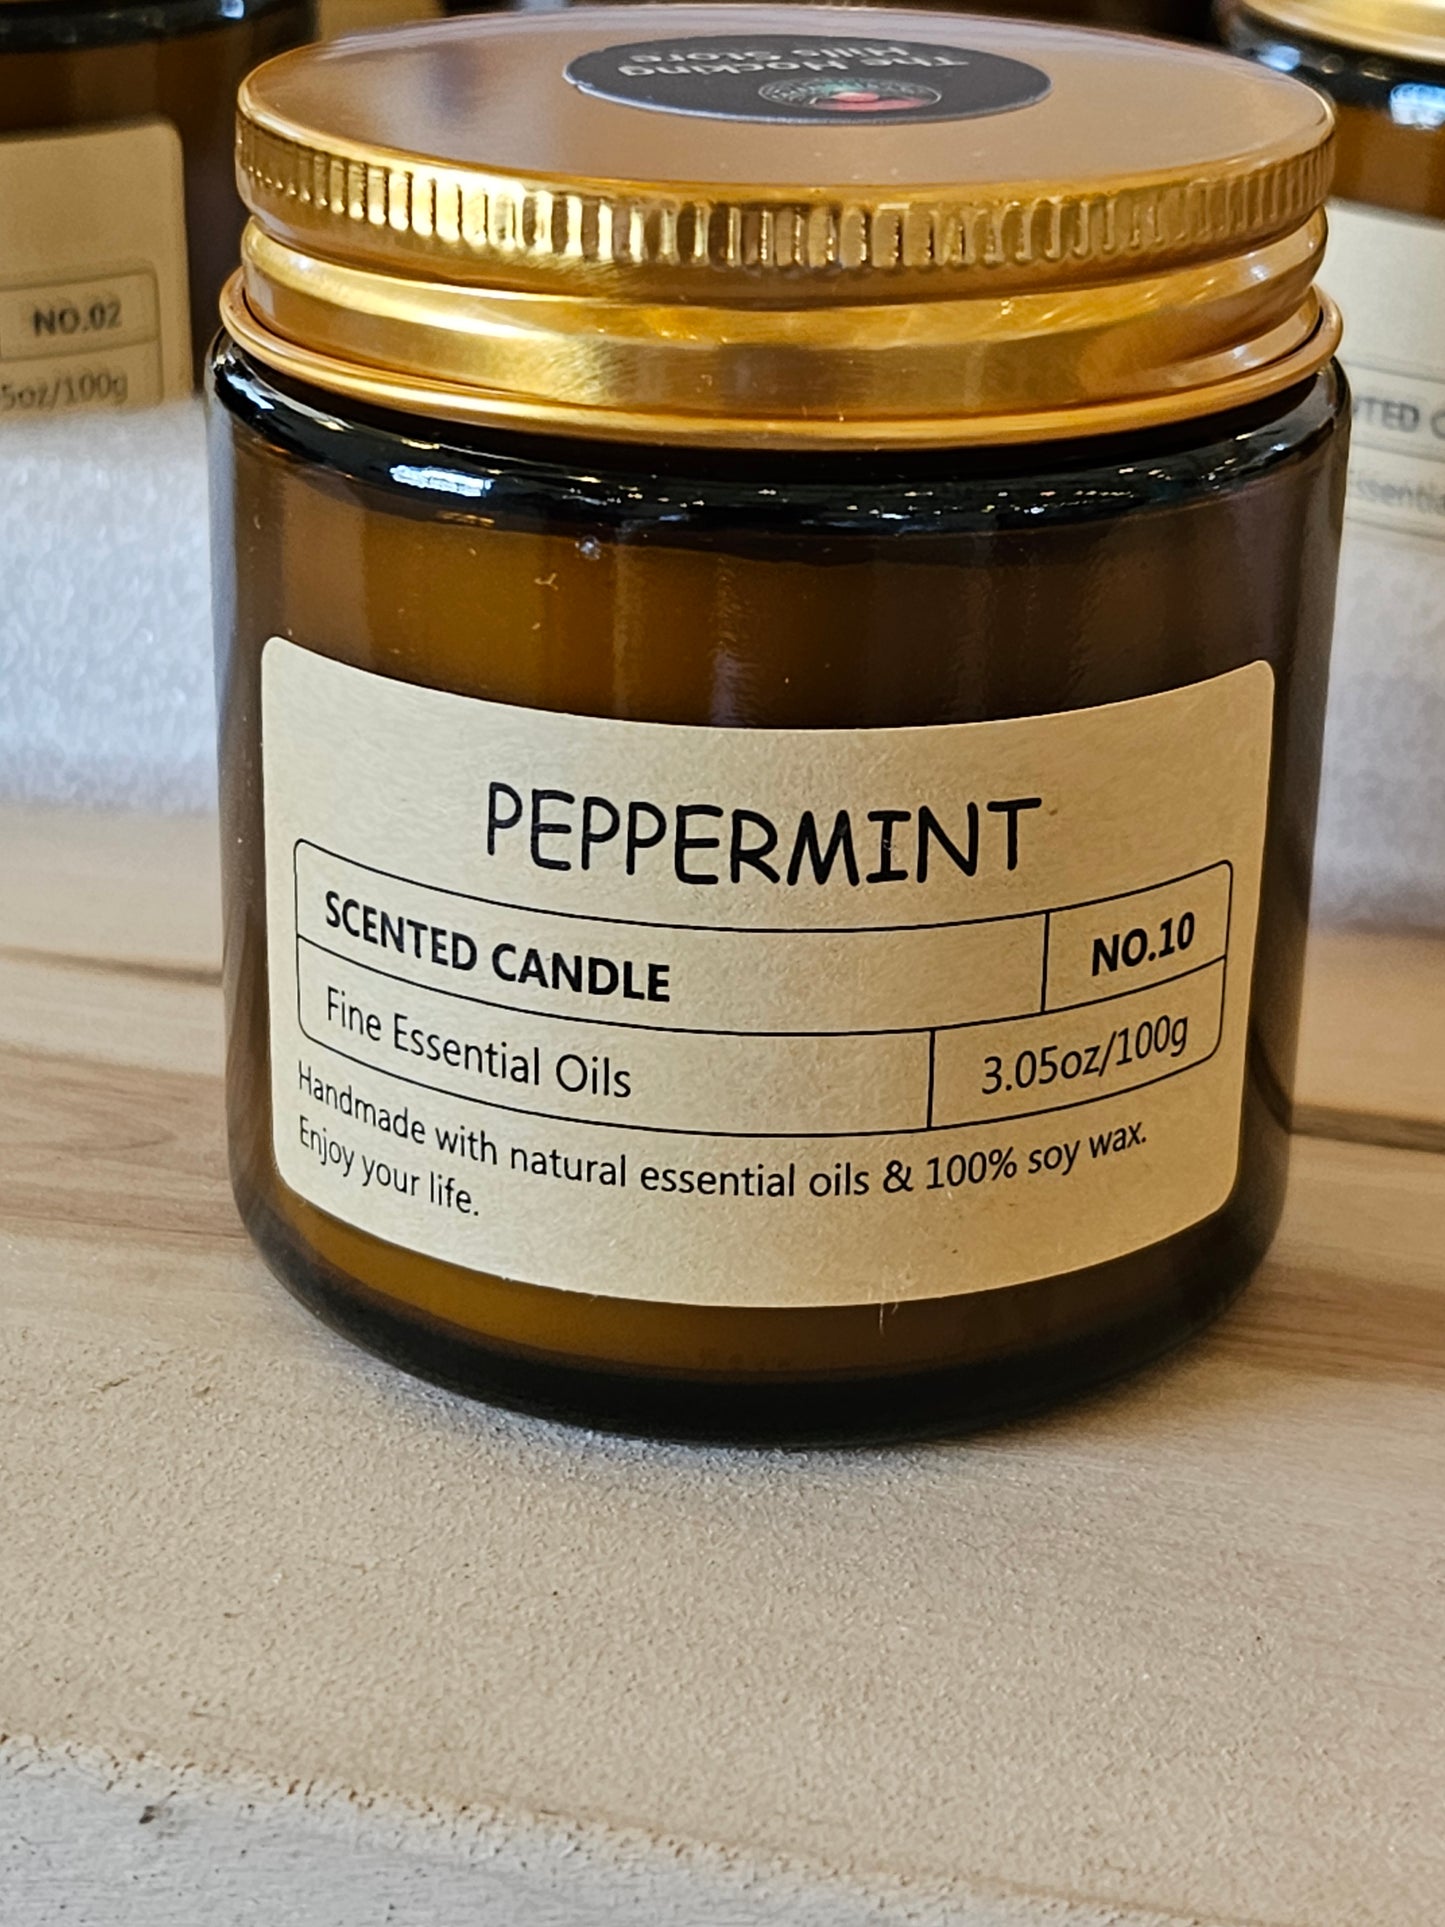 The Hocking
Hills Store
NO.02
5oz/100g
PEPPERMINT
SCENTED CANDLE
NO.10
Fine Essential Oils
3.05oz/100g
Handmade with natural essential oils & 100% soy wax.
Enjoy your life.